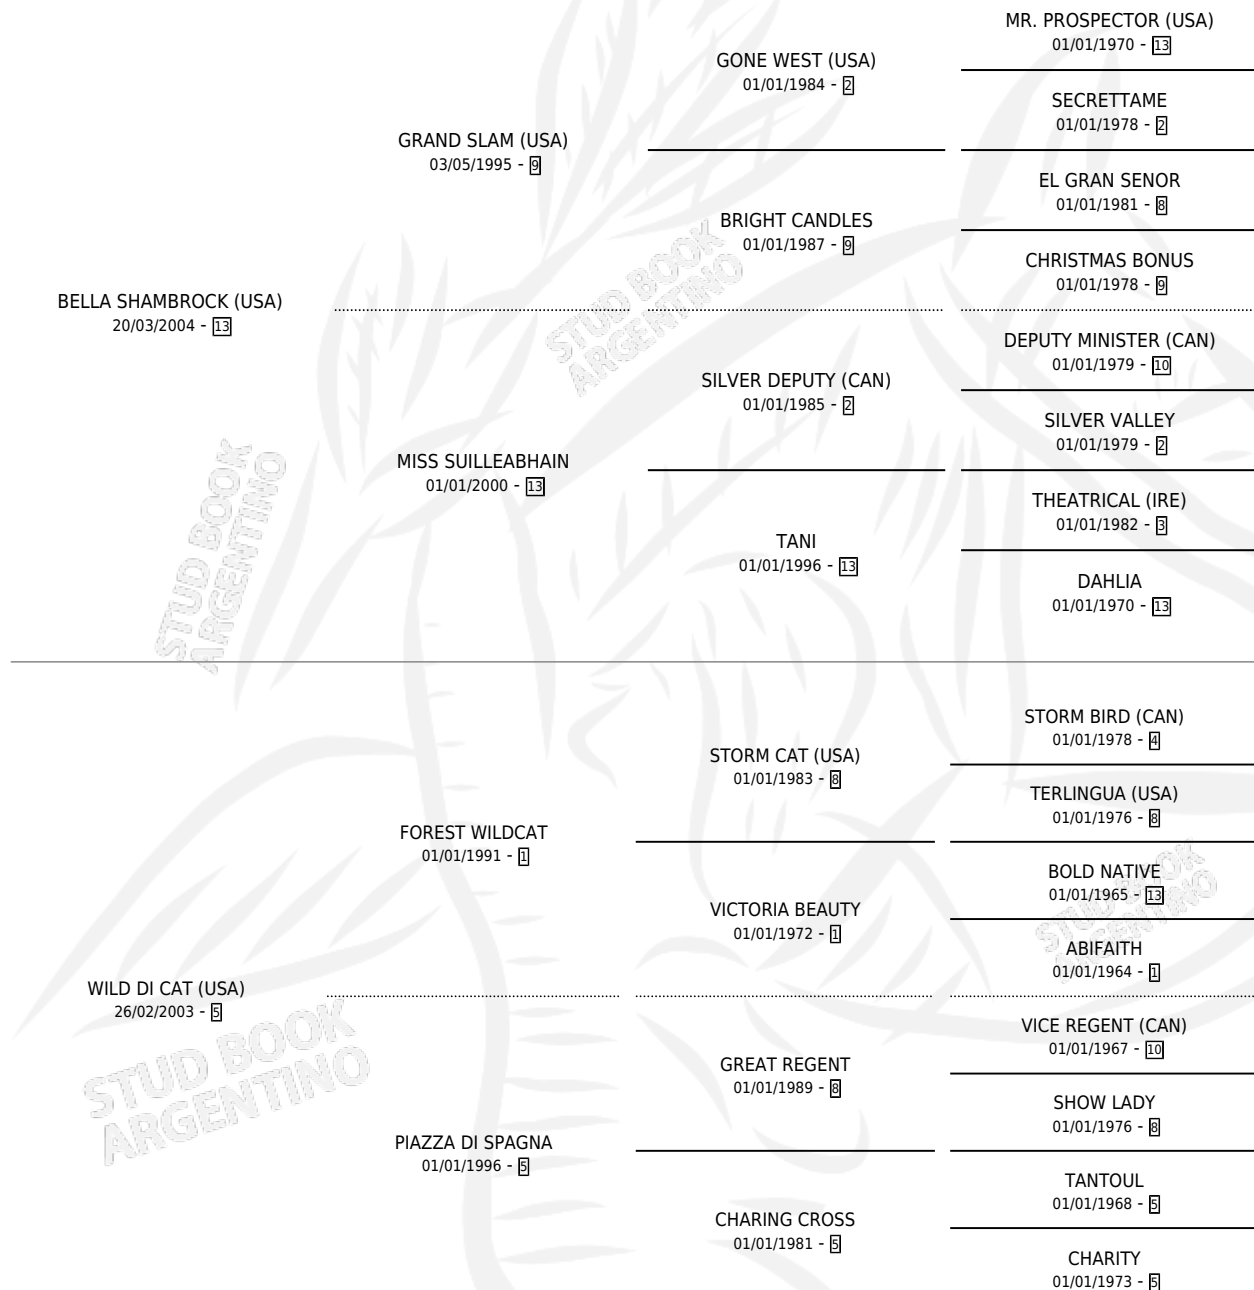 MR. PROSPECTOR (USA)
01/01/1970 - 13
GONE WEST (USA)
01/01/1984 - 2
SECRETTAME
01/01/1978 - 2
GRAND SLAM (USA)
03/05/1995 - 9
EL GRAN SENOR
01/01/1981 - 8
BRIGHT CANDLES
01/01/1987 - 9
CHRISTMAS BONUS
01/01/1978 - 9
BELLA SHAMBROCK (USA)
20/03/2004 - 13
DEPUTY MINISTER (CAN)
01/01/1979 - 10
SILVER DEPUTY (CAN)
01/01/1985 - 2
SILVER VALLEY
01/01/1979 - 2
MISS SUILLEABHAIN
01/01/2000 - 13
THEATRICAL (IRE)
01/01/1982 - 3
TANI
01/01/1996 - 13
DAHLIA
01/01/1970 - 13
STORM BIRD (CAN)
01/01/1978 - 4
STORM CAT (USA)
01/01/1983 - 8
TERLINGUA (USA)
01/01/1976 - 8
FOREST WILDCAT
01/01/1991 - 1
BOLD NATIVE
01/01/1965 - 13
VICTORIA BEAUTY
01/01/1972 - 1
ABIFAITH
01/01/1964 - 1
WILD DI CAT (USA)
26/02/2003 - 5
VICE REGENT (CAN)
01/01/1967 - 10
GREAT REGENT
01/01/1989 - 8
SHOW LADY
01/01/1976 - 8
PIAZZA DI SPAGNA
01/01/1996 - 5
TANTOUL
01/01/1968 - 5
CHARING CROSS
01/01/1981 - 5
CHARITY
01/01/1973 - 5
STUD BOOK
ARGENTINO
STUD BOOK
ARGENTINO
STUD BOOK
ARGENTINO
STUD BOOK
ARGENTINO